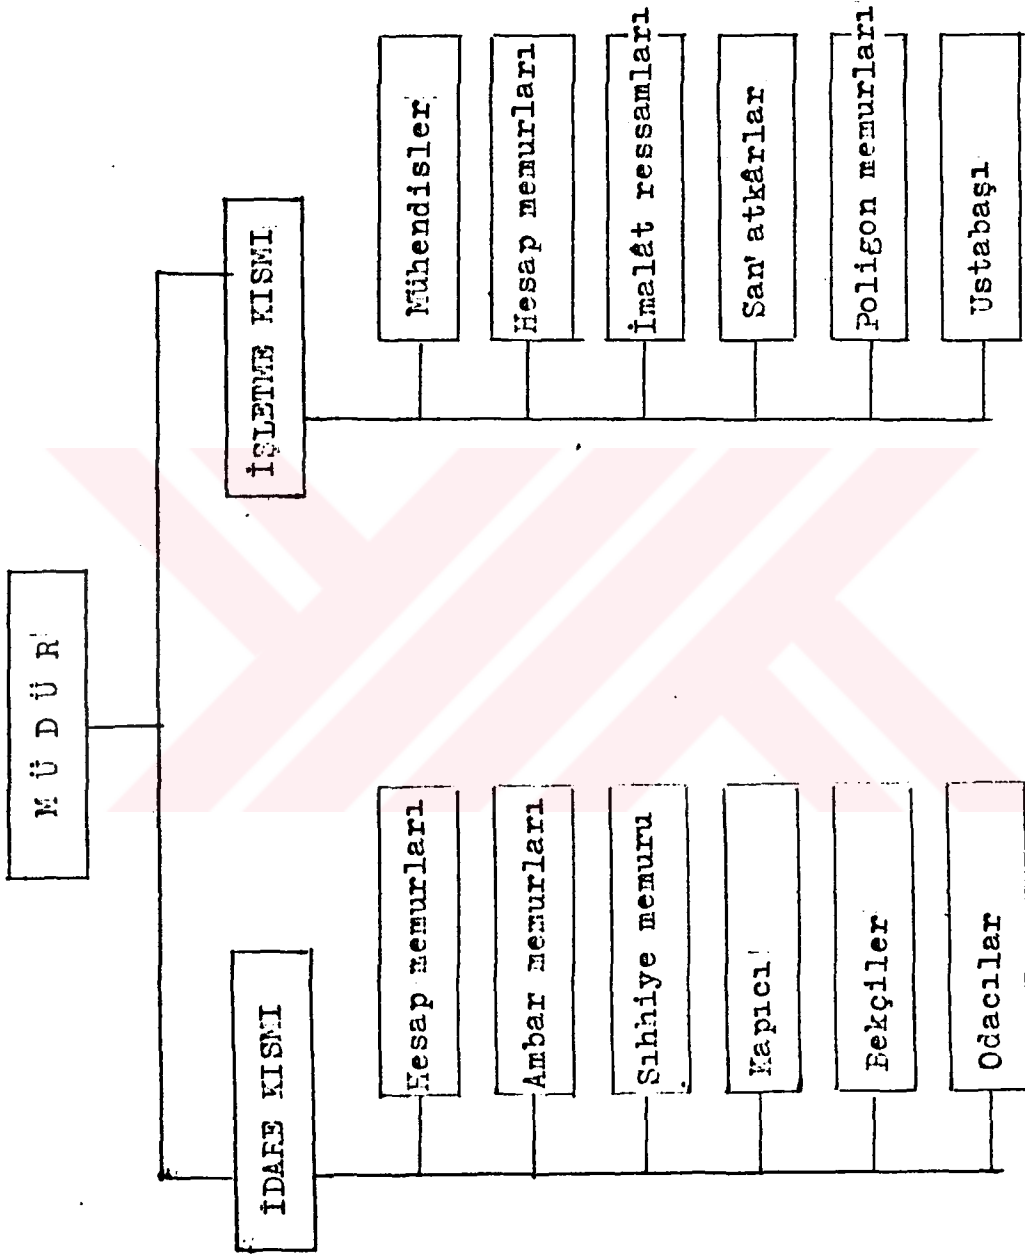 M Ü D Ü R
İDARE KISMI
Hesap memurları
Ambar memurları
Sıhhiye memuru
Kapıcı
Bekçiler
Odacılar
İŞLETME KISMI
Mühendisler
Hesap memurları
İmalât ressamları
San'atkârlar
Poligon memurları
Ustabaşı